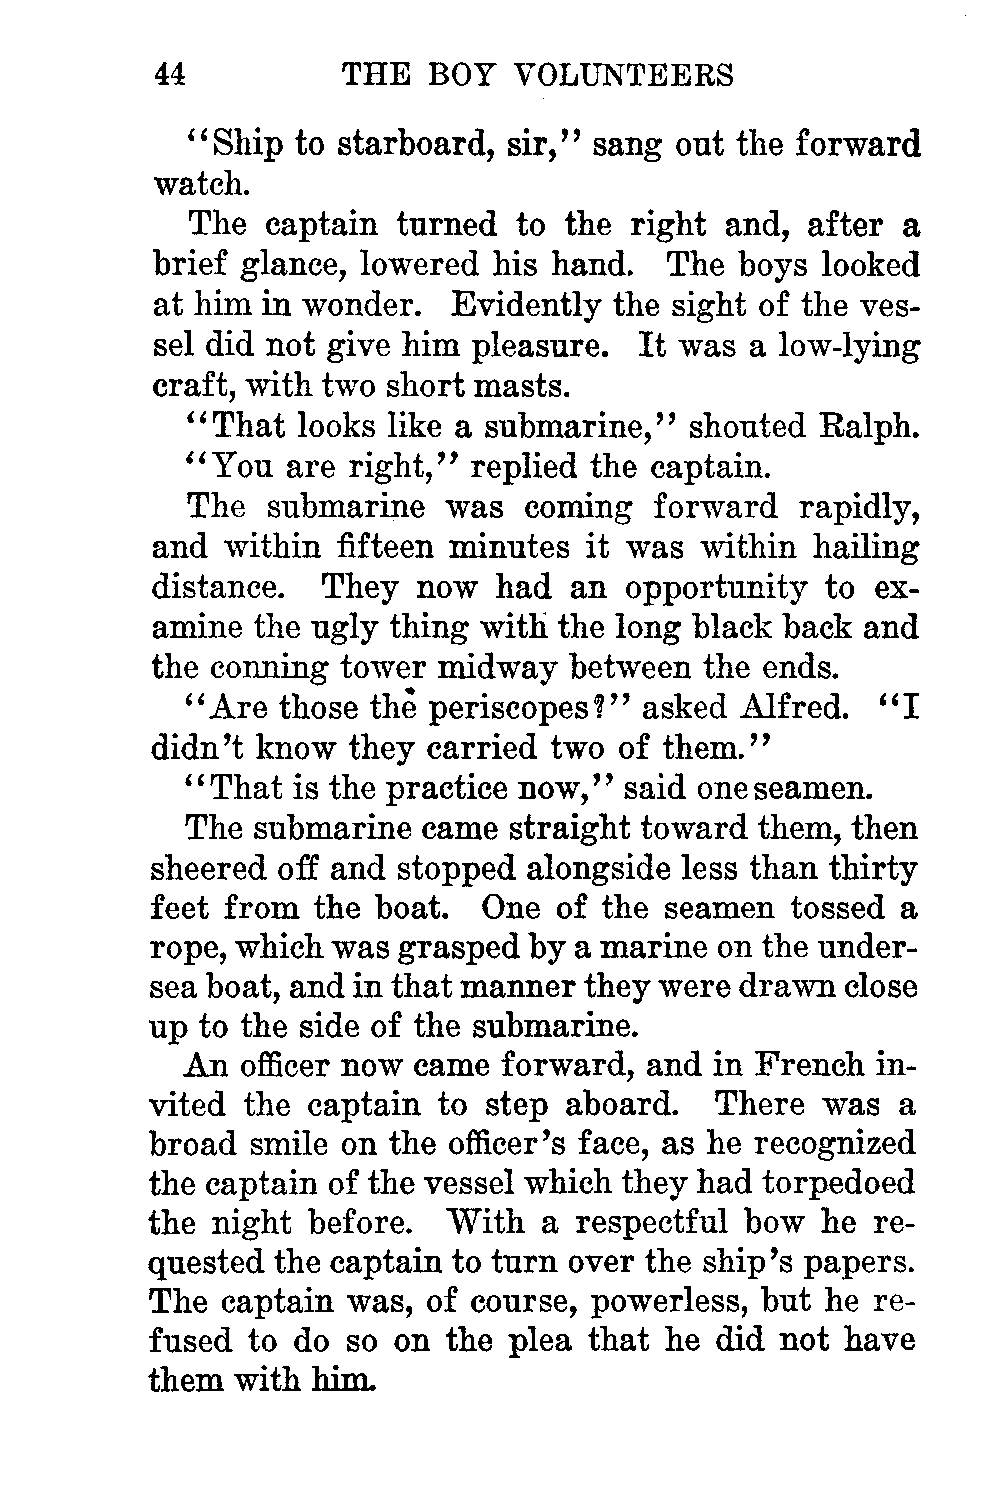 44 THE BOY VOLUNTEERS
"Ship to starboard, sir," sang out the forward
watch.
The captain turned to the right and, after a
brief glance, lowered his hand. The boys looked
at him in wonder. Evidently the sight of the ves-
sel did not give him pleasure. It was a low-lying
craft, with two short masts.
"That looks like a submarine," shouted Ralph.
"You are right," replied the captain.
The submarine was coming forward rapidly,
and within fifteen minutes it was within hailing
distance. They now had an opportunity to ex-
amine the ugly thing with the long black back and
the conning tower midway between the ends.
"Are those the periscopes?" asked Alfred. "I
didn't know they carried two of them."
"That is the practice now," said one seamen.
The submarine came straight toward them, then
sheered off and stopped alongside less than thirty
feet from the boat. One of the seamen tossed a
rope, which was grasped by a marine on the under-
sea boat, and in that manner they were drawn close
up to the side of the submarine.
An officer now came forward, and in French in-
vited the captain to step aboard. There was a
broad smile on the officer's face, as he recognized
the captain of the vessel which they had torpedoed
the night before. With a respectful bow he re-
quested the captain to turn over the ship's papers.
The captain was, of course, powerless, but he re-
fused to do so on the plea that he did not have
them with him.